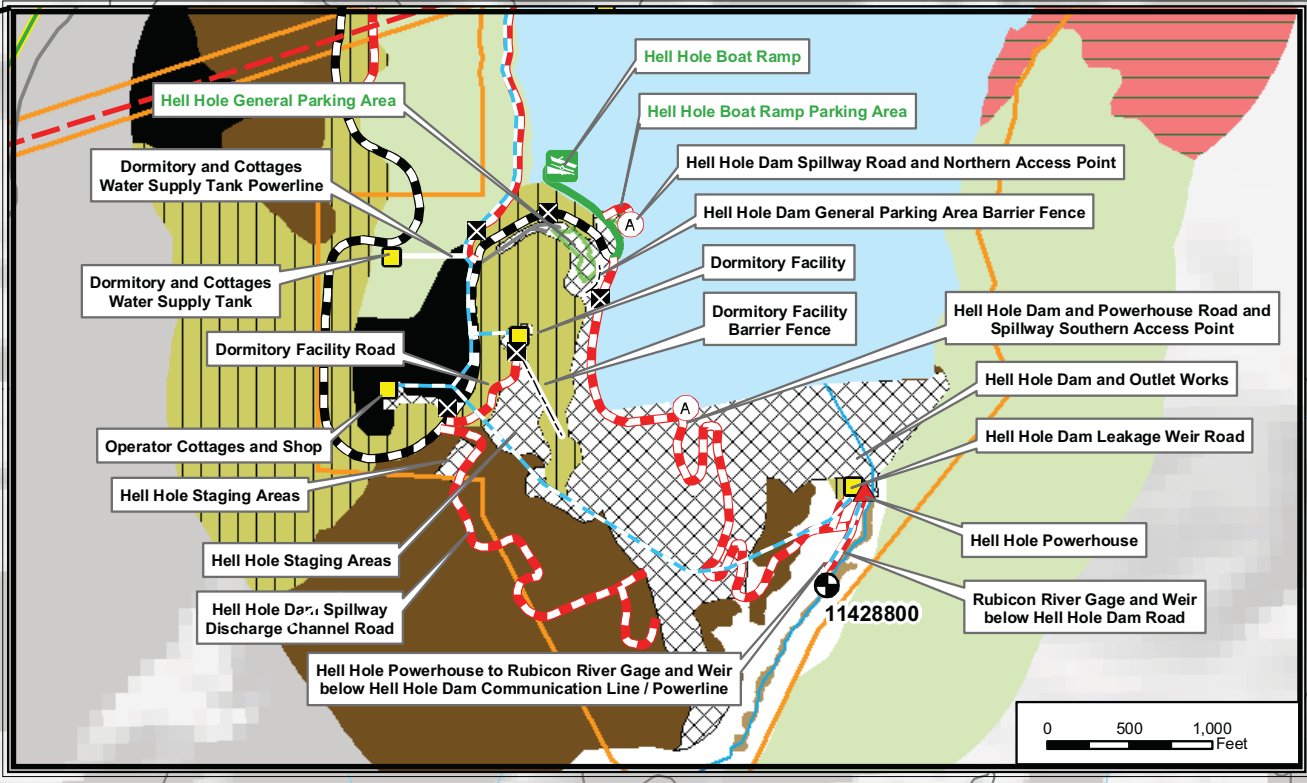 Hell Hole Boat Ramp
Hell Hole General Parking Area
Hell Hole Boat Ramp Parking Area
Dormitory and Cottages
Water Supply Tank Powerline
Hell Hole Dam Spillway Road and Northern Access Point
A
Hell Hole Dam General Parking Area Barrier Fence
Dormitory Facility
Dormitory and Cottages
Water Supply Tank
Dormitory Facility
Barrier Fence
Hell Hole Dam and Powerhouse Road and
Spillway Southern Access Point
Dormitory Facility Road
Hell Hole Dam and Outlet Works
A
Operator Cottages and Shop
Hell Hole Dam Leakage Weir Road
Hell Hole Staging Areas
Hell Hole Powerhouse
Hell Hole Staging Areas
Rubicon River Gage and Weir
below Hell Hole Dam Road
11428800
Hell Hole Dam Spillway
Discharge Channel Road
Hell Hole Powerhouse to Rubicon River Gage and Weir
below Hell Hole Dam Communication Line / Powerline
0 500 1,000
Feet